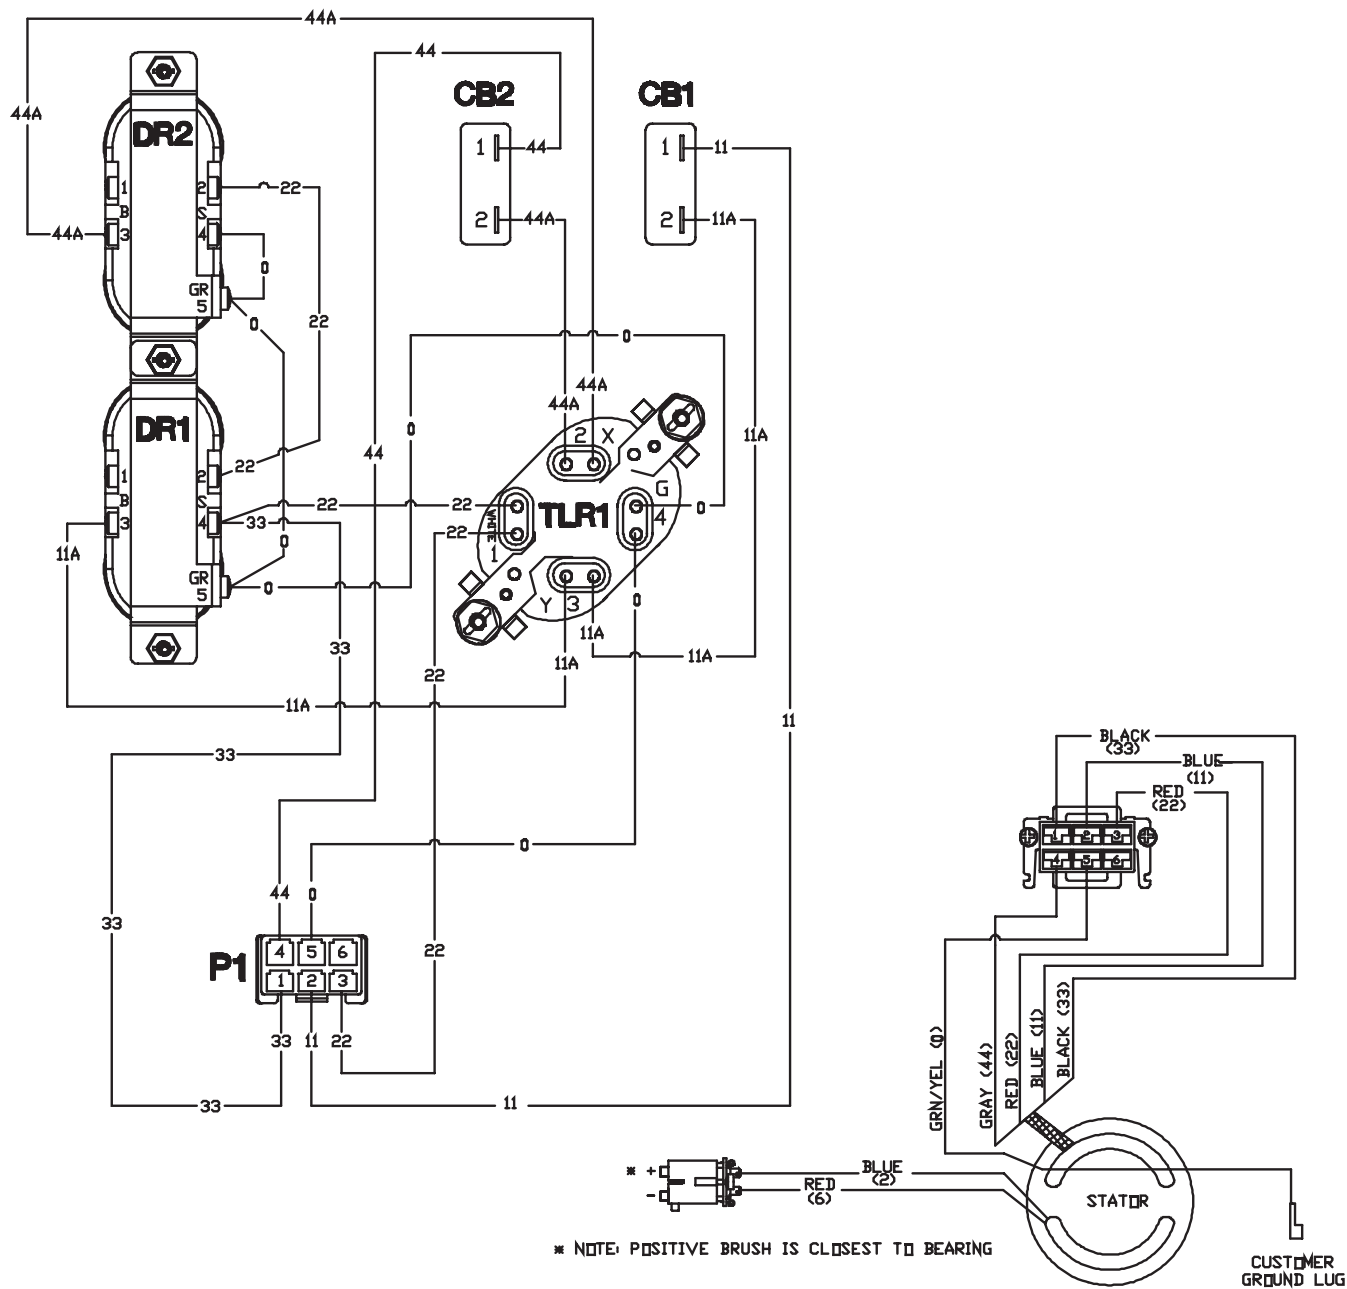 44A
44
CB2
CB1
44A
DR2
1 44
1 11
1 2 22
B S
2 44A
2 11A
44A 3 4
0
GR
5
0
22
0
44A
44A
DR1
0
11A
2 X
44
1 2 22
G
B S
22 22
TLR1
0
3 4 33
WHITE
4
22
11A
0
1
GR
5
0
Y 3
0
11A
33
11A
11A
22
11A
11
33
BLACK
(33)
BLUE
(11)
RED
(22)
1 2 3
4 5 6
0
44 0
33
22
P1
4 5 6
1 2 3
33 11 22
33
11
GRN/YEL (0)
GRAY (44)
RED (22)
BLUE (11)
BLACK (33)
* +
-
BLUE
(2)
RED
(6)
STATOR
* NOTE: POSITIVE BRUSH IS CLOSEST TO BEARING
CUSTOMER
GROUND LUG